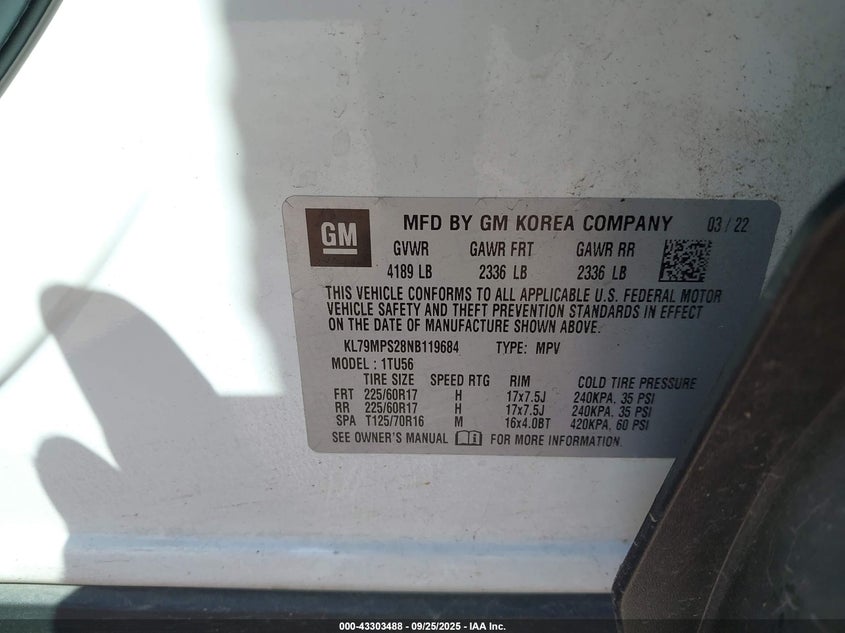 GM
MFD BY GM KOREA COMPANY 03 / 22
GVWR GAWR FRT GAWR RR
4189 LB 2336 LB 2336 LB
THIS VEHICLE CONFORMS TO ALL APPLICABLE U.S. FEDERAL MOTOR
VEHICLE SAFETY AND THEFT PREVENTION STANDARDS IN EFFECT
ON THE DATE OF MANUFACTURE SHOWN ABOVE.
KL79MPS28NB119684 TYPE: MPV
MODEL : 1TU56
TIRE SIZE SPEED RTG RIM COLD TIRE PRESSURE
FRT 225/60R17 H 17x7.5J 240KPA, 35 PSI
RR 225/60R17 H 17x7.5J 240KPA, 35 PSI
SPA T125/70R16 M 16x4.0BT 420KPA, 60 PSI
SEE OWNER'S MANUAL FOR MORE INFORMATION.
000-43303488 - 09/25/2025 - IAA Inc.